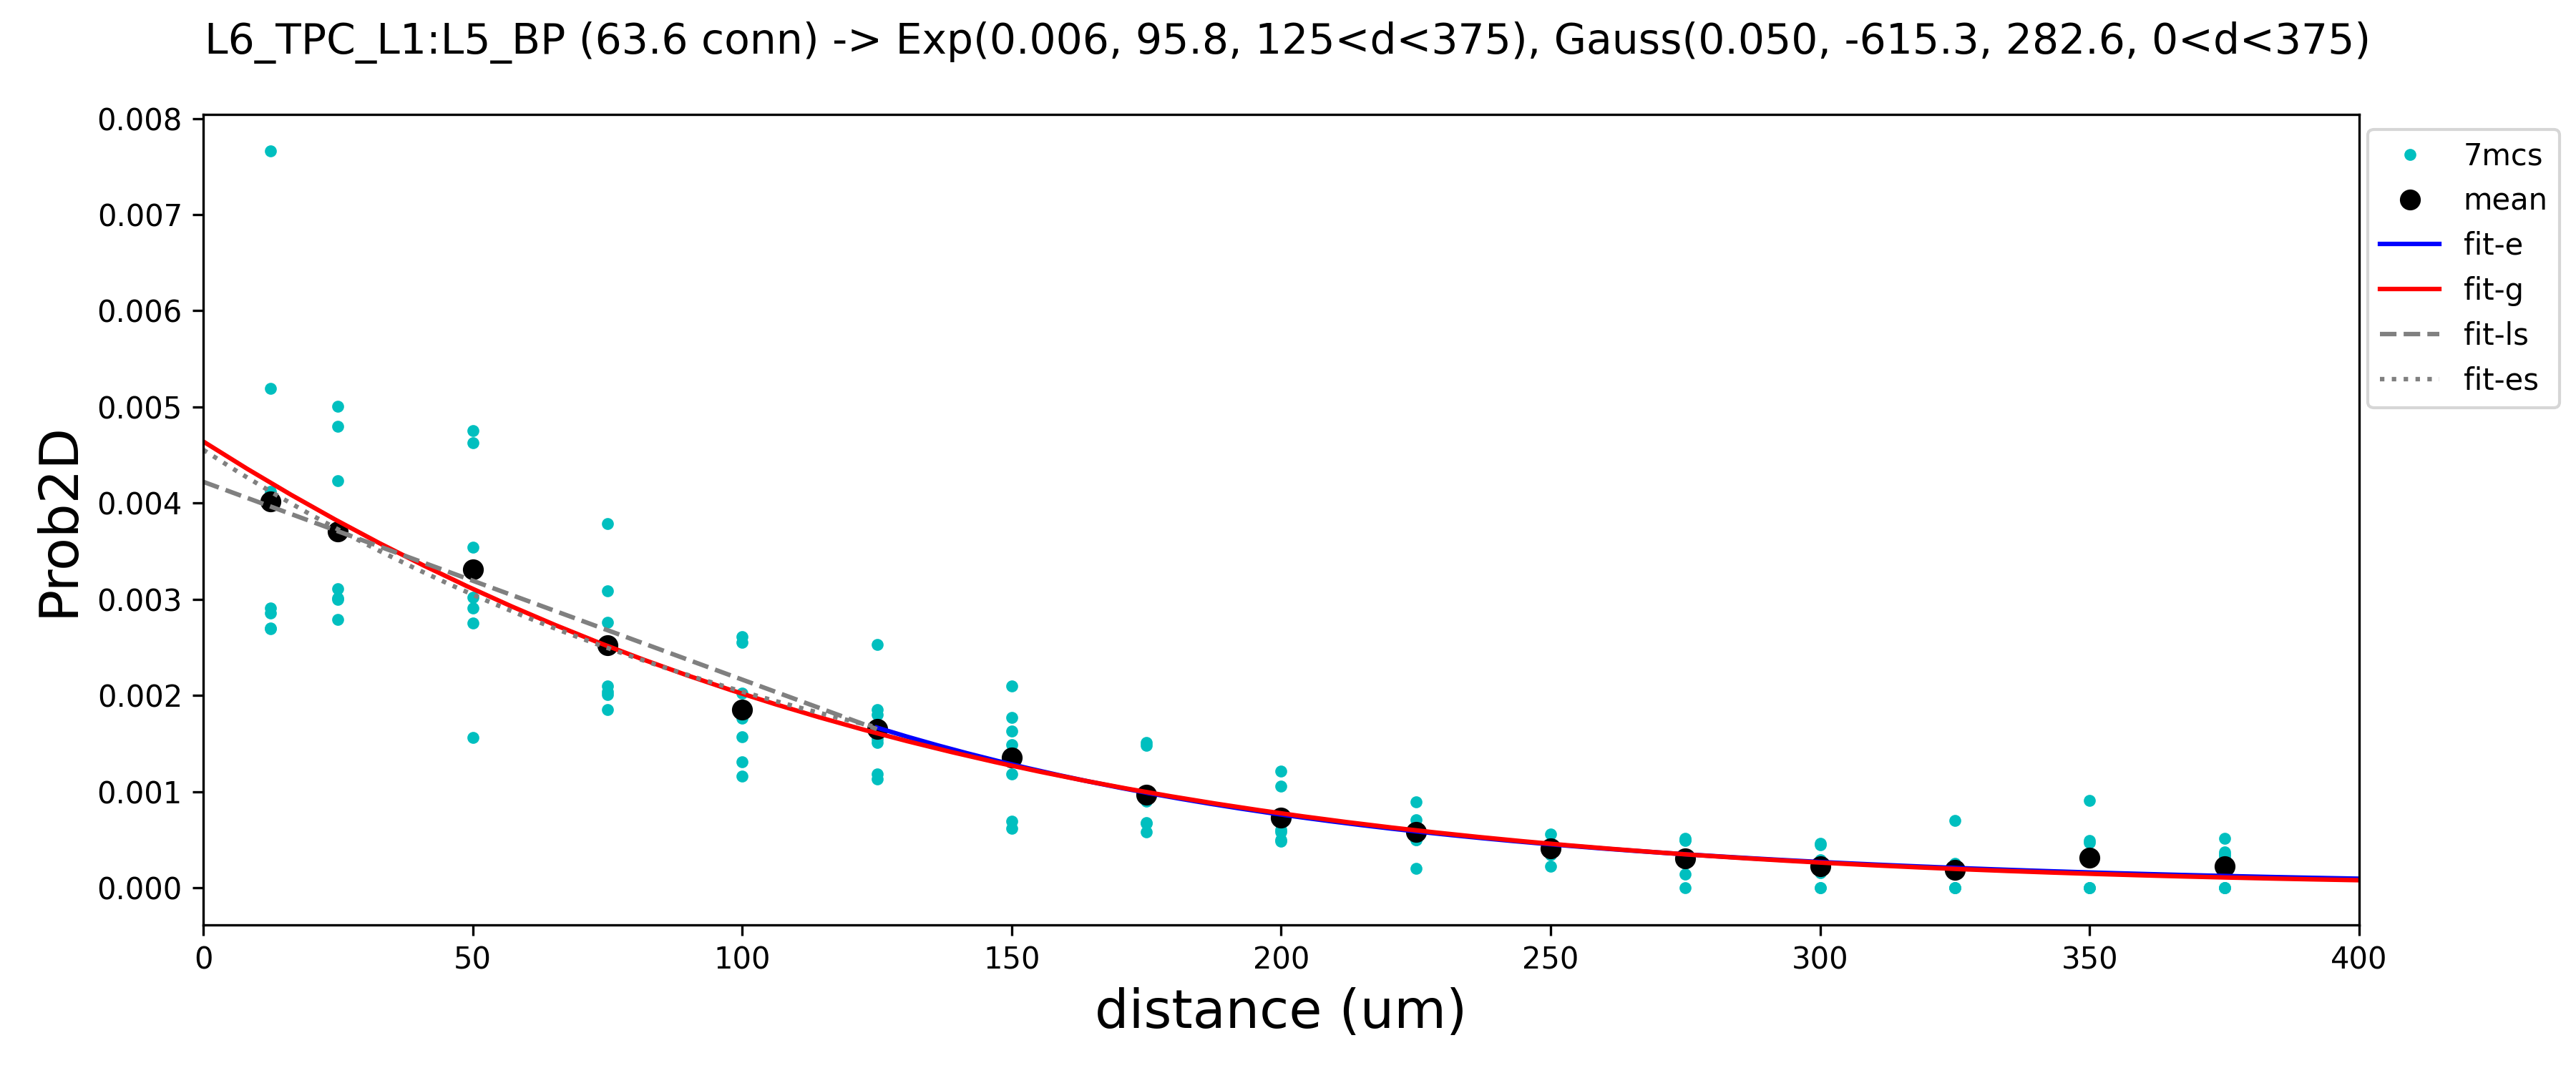 L6_TPC_L1:L5_BP (63.6 conn) -> Exp(0.006, 95.8, 125<d<375), Gauss(0.050, -615.3, 282.6, 0<d<375)
0.008
0.007
0.006
0.005
0.004
0.003
0.002
0.001
0.000
Prob2D
0 50 100 150 200 250 300 350 400
distance (um)
7mcs
mean
fit-e
fit-g
fit-ls
fit-es